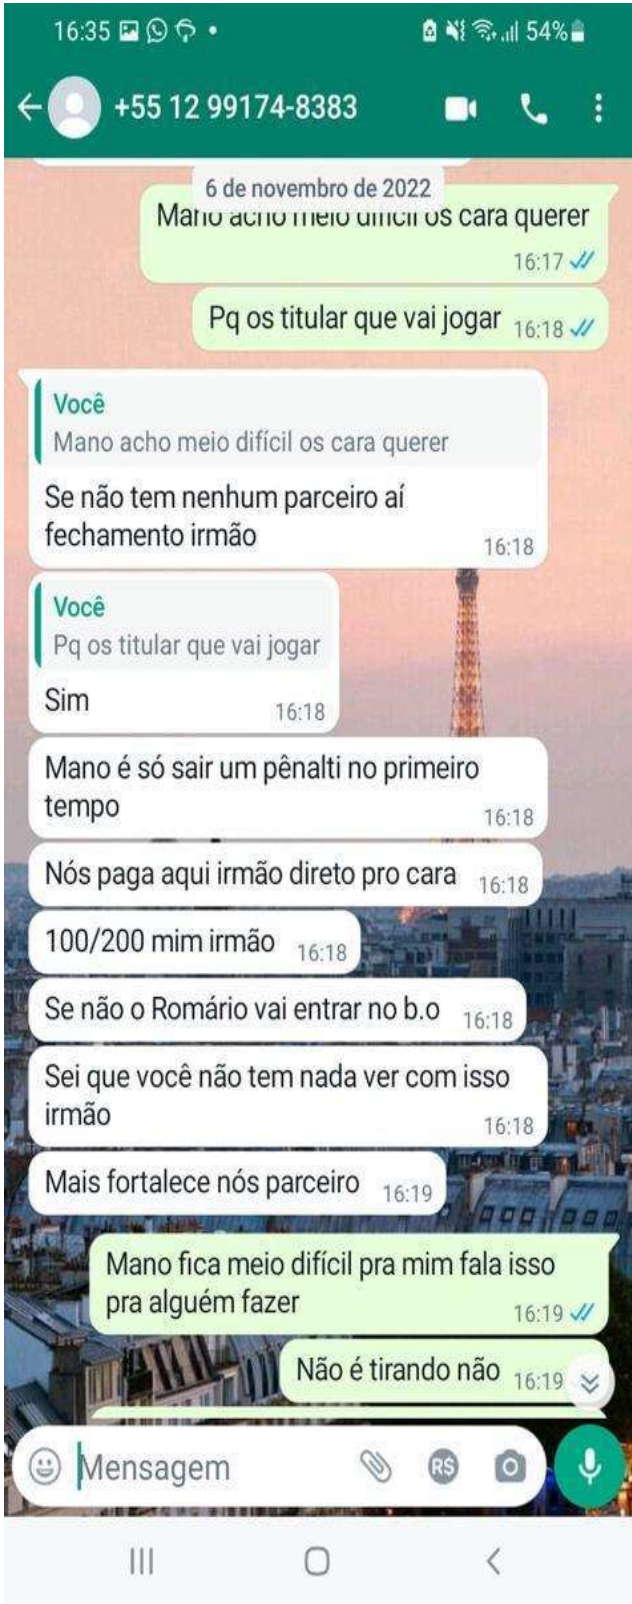 16:35
54%
+55 12 99174-8383
6 de novembro de 2022
Mano acho meio difícil os cara querer
16:17
Pq os titular que vai jogar 16:18
Você
Mano acho meio difícil os cara querer
Se não tem nenhum parceiro aí
fechamento irmão
16:18
Você
Pq os titular que vai jogar
Sim
16:18
Mano é só sair um pênalti no primeiro
tempo
16:18
Nós paga aqui irmão direto pro cara 16:18
100/200 mim irmão 16:18
Se não o Romário vai entrar no b.o 16:18
Sei que você não tem nada ver com isso
irmão
16:18
Mais fortalece nós parceiro 16:19
Mano fica meio difícil pra mim fala isso
pra alguém fazer
16:19
Não é tirando não 16:19
Mensagem
R$